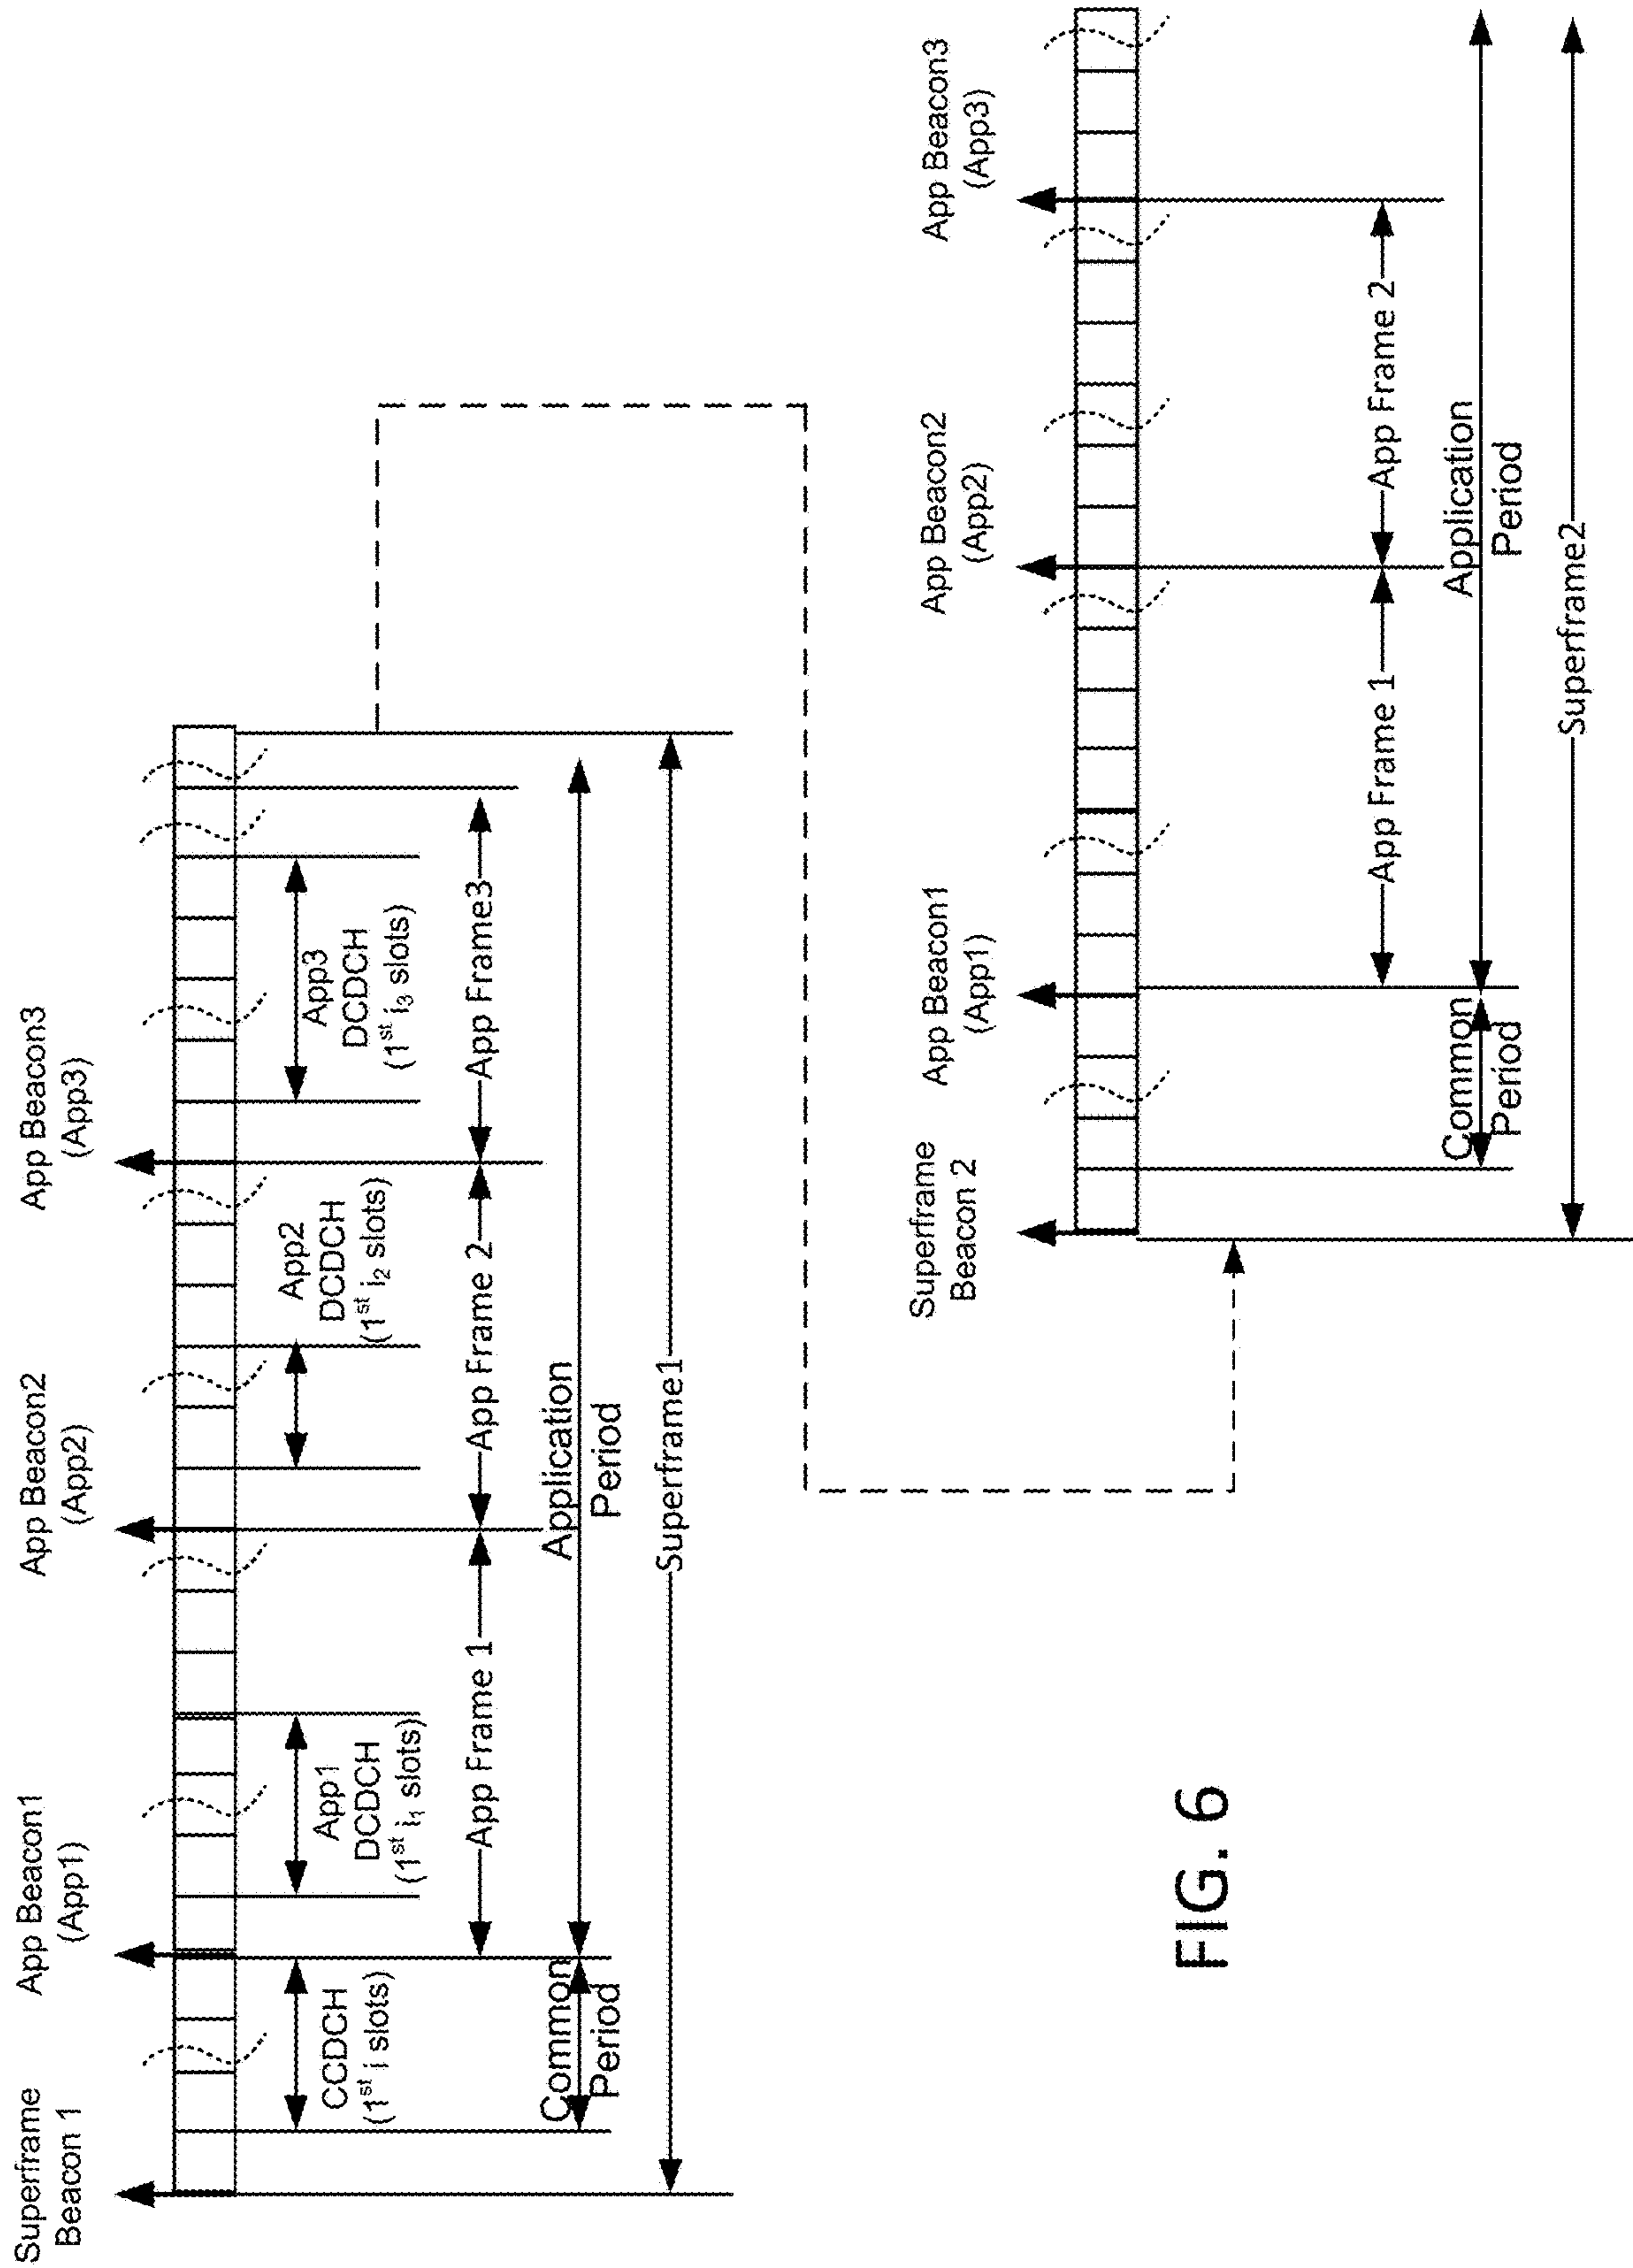 Superframe
Beacon 1
App Beacon1
(App1)
App Beacon2
(App2)
App Beacon3
(App3)
CCDCH
(1st i slots)
App1
DCDCH
(1st i1 slots)
App2
DCDCH
(1st i2 slots)
App3
DCDCH
(1st i3 slots)
App Frame 1
App Frame 2
App Frame3
Common
Period
Application
Period
Superframe1
Superframe
Beacon 2
App Beacon1
(App1)
App Beacon2
(App2)
App Beacon3
(App3)
App Frame 1
App Frame 2
Common
Period
Application
Period
Superframe2
FIG. 6